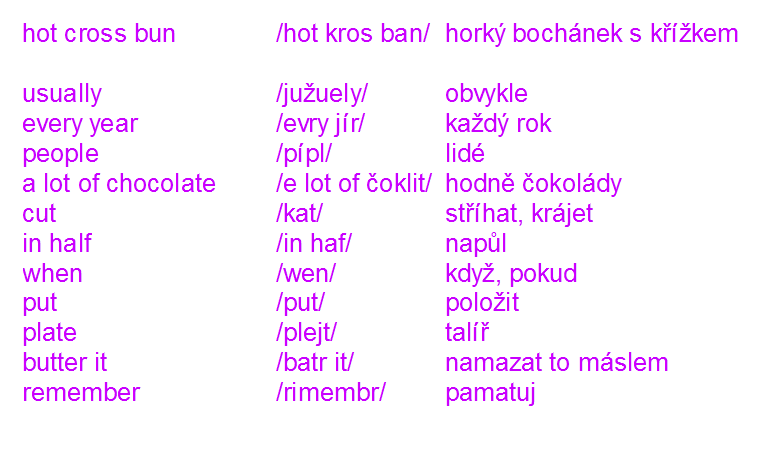 hot cross bun /hot kros ban/ horký bochánek s křížkem
usually /južuely/ obvykle
every year /evry jír/ každý rok
people /pípl/ lidé
a lot of chocolate /e lot of čoklit/ hodně čokolády
cut /kat/ stříhat, krájet
in half /in haf/ napůl
when /wen/ když, pokud
put /put/ položit
plate /plejt/ talíř
butter it /batr it/ namazat to máslem
remember /rimembr/ pamatuj